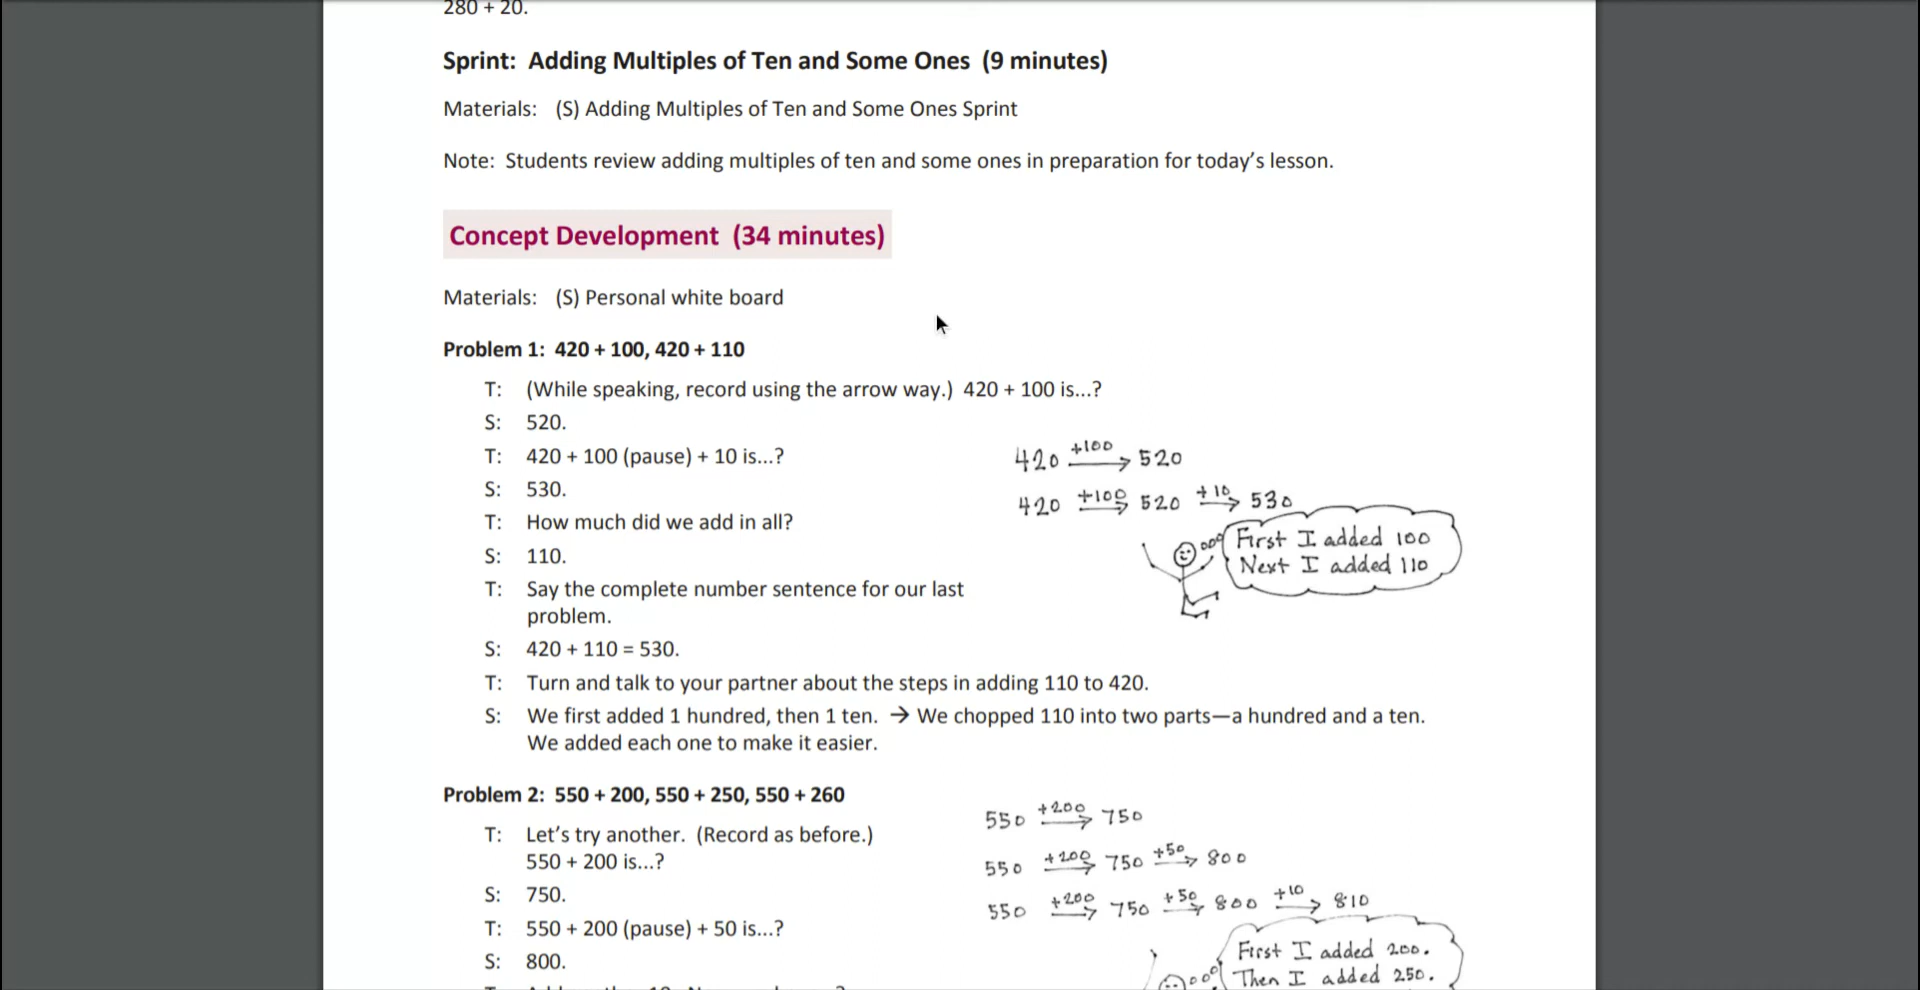 280 + 20.
Sprint: Adding Multiples of Ten and Some Ones (9 minutes)
Materials: (S) Adding Multiples of Ten and Some Ones Sprint
Note: Students review adding multiples of ten and some ones in preparation for today’s lesson.
Concept Development (34 minutes)
Materials: (S) Personal white board
Problem 1: 420 + 100, 420 + 110
T: (While speaking, record using the arrow way.) 420 + 100 is...?
S: 520.
T: 420 + 100 (pause) + 10 is...?
S: 530.
T: How much did we add in all?
S: 110.
T: Say the complete number sentence for our last
problem.
S: 420 + 110 = 530.
420 +100 → 520
420 +100 → 520 +10 → 530
First I added 100
Next I added 110
T: Turn and talk to your partner about the steps in adding 110 to 420.
S: We first added 1 hundred, then 1 ten. → We chopped 110 into two parts—a hundred and a ten.
We added each one to make it easier.
Problem 2: 550 + 200, 550 + 250, 550 + 260
T: Let’s try another. (Record as before.)
550 + 200 is...?
S: 750.
T: 550 + 200 (pause) + 50 is...?
S: 800.
550 +200 → 750
550 +200 → 750 +50 → 800
550 +200 → 750 +50 → 800 +10 → 810
First I added 200.
Then I added 250.